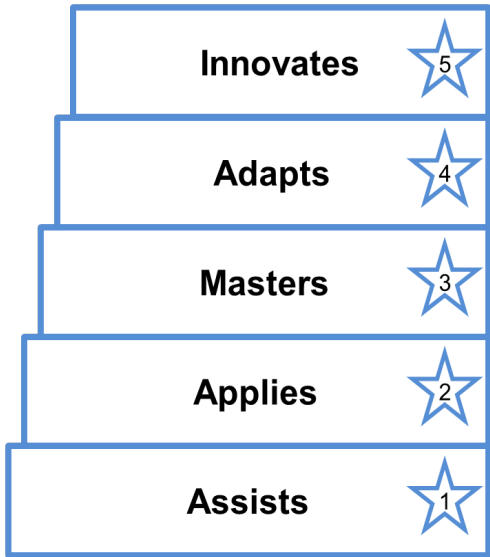 Innovates 5
Adapts 4
Masters 3
Applies 2
Assists 1